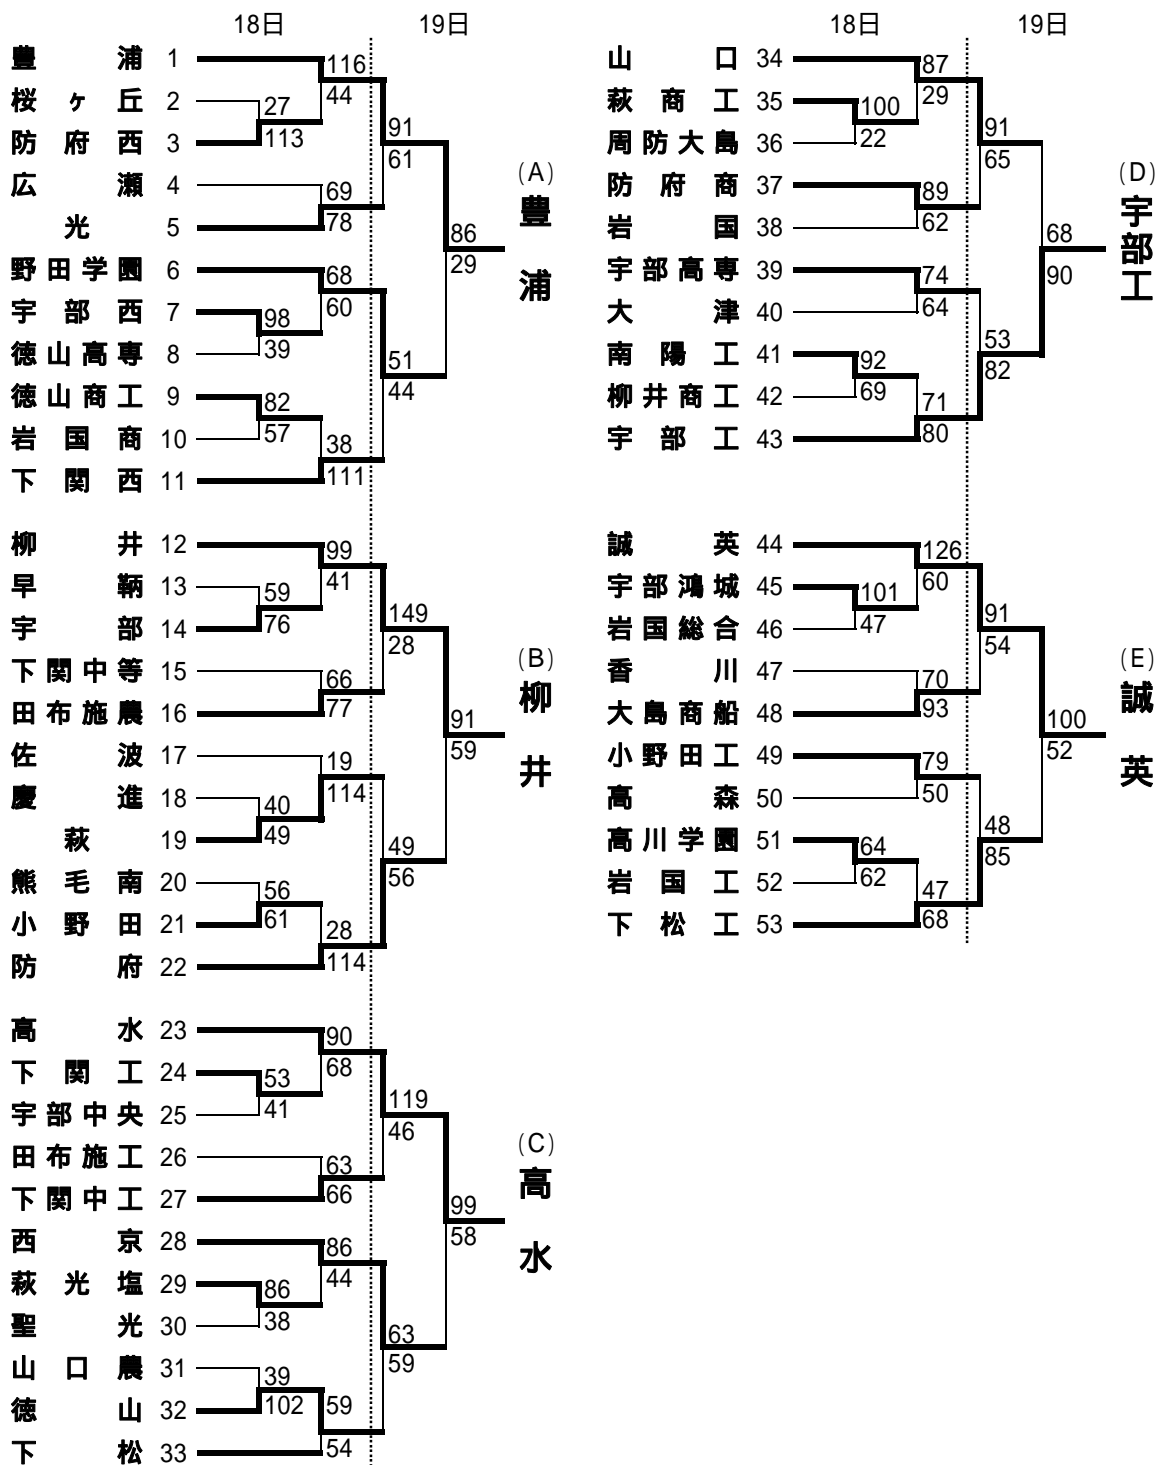 18日 19日
豊浦 1
116
桜ヶ丘 2
27
44
防府西 3
113
91
61
広瀬 4
69
光 5
78
(A)
豊浦
86
29
野田学園 6
68
宇部西 7
98
60
徳山高専 8
39
51
44
徳山商工 9
82
岩国商 10
57
38
下関西 11
111
柳井 12
99
早鞆 13
59
41
宇部 14
76
149
28
下関中等 15
66
田布施農 16
77
(B)
柳井
91
59
佐波 17
19
慶進 18
40
114
萩 19
49
49
56
熊毛南 20
56
小野田 21
61
28
防府 22
114
高水 23
90
下関工 24
53
68
宇部中央 25
41
119
46
田布施工 26
63
下関中工 27
66
(C)
高水
99
58
西京 28
86
萩光塩 29
86
44
聖光 30
38
63
59
山口農 31
39
徳山 32
102
59
下松 33
54
18日 19日
山口 34
87
萩商工 35
100
29
周防大島 36
22
91
65
防府商 37
89
岩国 38
62
(D)
宇部工
68
90
宇部高専 39
74
大津 40
64
南陽工 41
92
53
82
柳井商工 42
69
71
宇部工 43
80
誠英 44
126
宇部鴻城 45
101
60
岩国総合 46
47
91
54
香川 47
70
大島商船 48
93
(E)
誠英
100
52
小野田工 49
79
高森 50
50
高川学園 51
64
48
85
岩国工 52
62
47
下松工 53
68